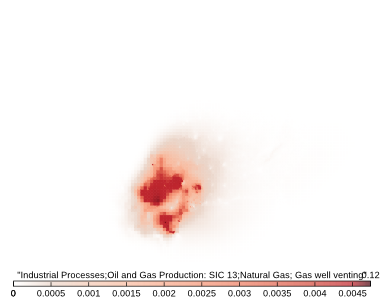 "Industrial Processes;Oil and Gas Production: SIC 13;Natural Gas; Gas well venting" .12
0 0.0005 0.001 0.0015 0.002 0.0025 0.003 0.0035 0.004 0.0045